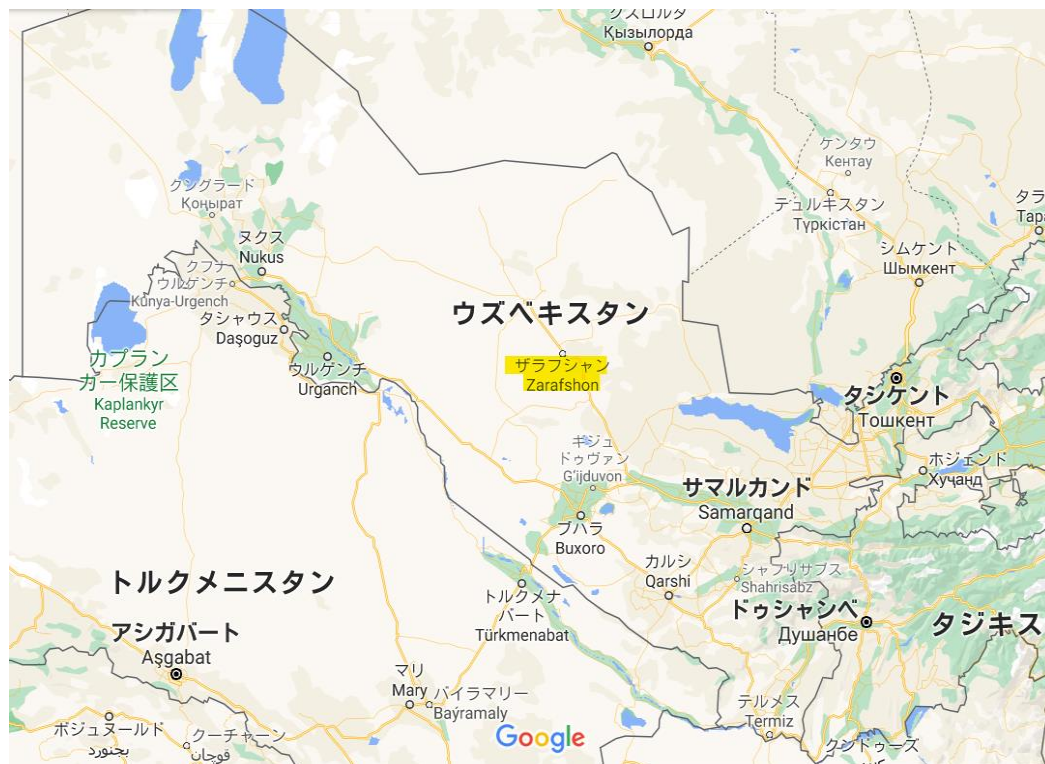 クズロルダ
Қызылорда
ケンタウ
Кентау
クングラード
Қоңырат
テュルキスタン
Түркістан
タラ
Тара
ヌクス
Nukus
シムケント
Шымкент
クフナ
ウルゲンチ
Kunya-Urgench
ウズベキスタン
タシャウス
Daşoguz
カプラン
カー保護区
Kaplankyr
Reserve
ウルゲンチ
Urganch
ザラフシャン
Zarafshon
タシケント
Тошкент
キジュ
ドゥヴァン
G'ijduvon
ホジェンド
Хуҷанд
サマルカンド
Samarqand
ブハラ
Buxoro
カルシ
Qarshi
シャフリサブス
Shahrisabz
トルクメニスタン
トルクメナ
バート
Türkmenabat
ドゥシャンベ
Душанбе
タジキス
アシガバート
Aşgabat
マリ
Mary
バイラマリー
Baýramaly
テルメス
Termiz
ボジュヌールド
بجنورد
クーチャーン
قوچان
Google
クンドゥーズ